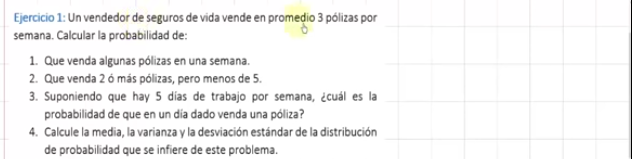 Ejercicio 1: Un vendedor de seguros de vida vende en promedio 3 pólizas por
semana. Calcular la probabilidad de:
1. Que venda algunas pólizas en una semana.
2. Que venda 2 ó más pólizas, pero menos de 5.
3. Suponiendo que hay 5 días de trabajo por semana, ¿cuál es la
probabilidad de que en un día dado venda una póliza?
4. Calcule la media, la varianza y la desviación estándar de la distribución
de probabilidad que se infiere de este problema.